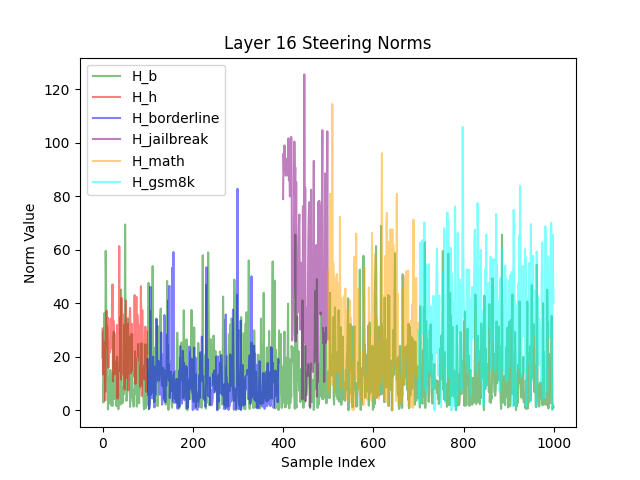 Layer 16 Steering Norms
H_b
H_h
H_borderline
H_jailbreak
H_math
H_gsm8k
Norm Value
120
100
80
60
40
20
0
0 200 400 600 800 1000
Sample Index